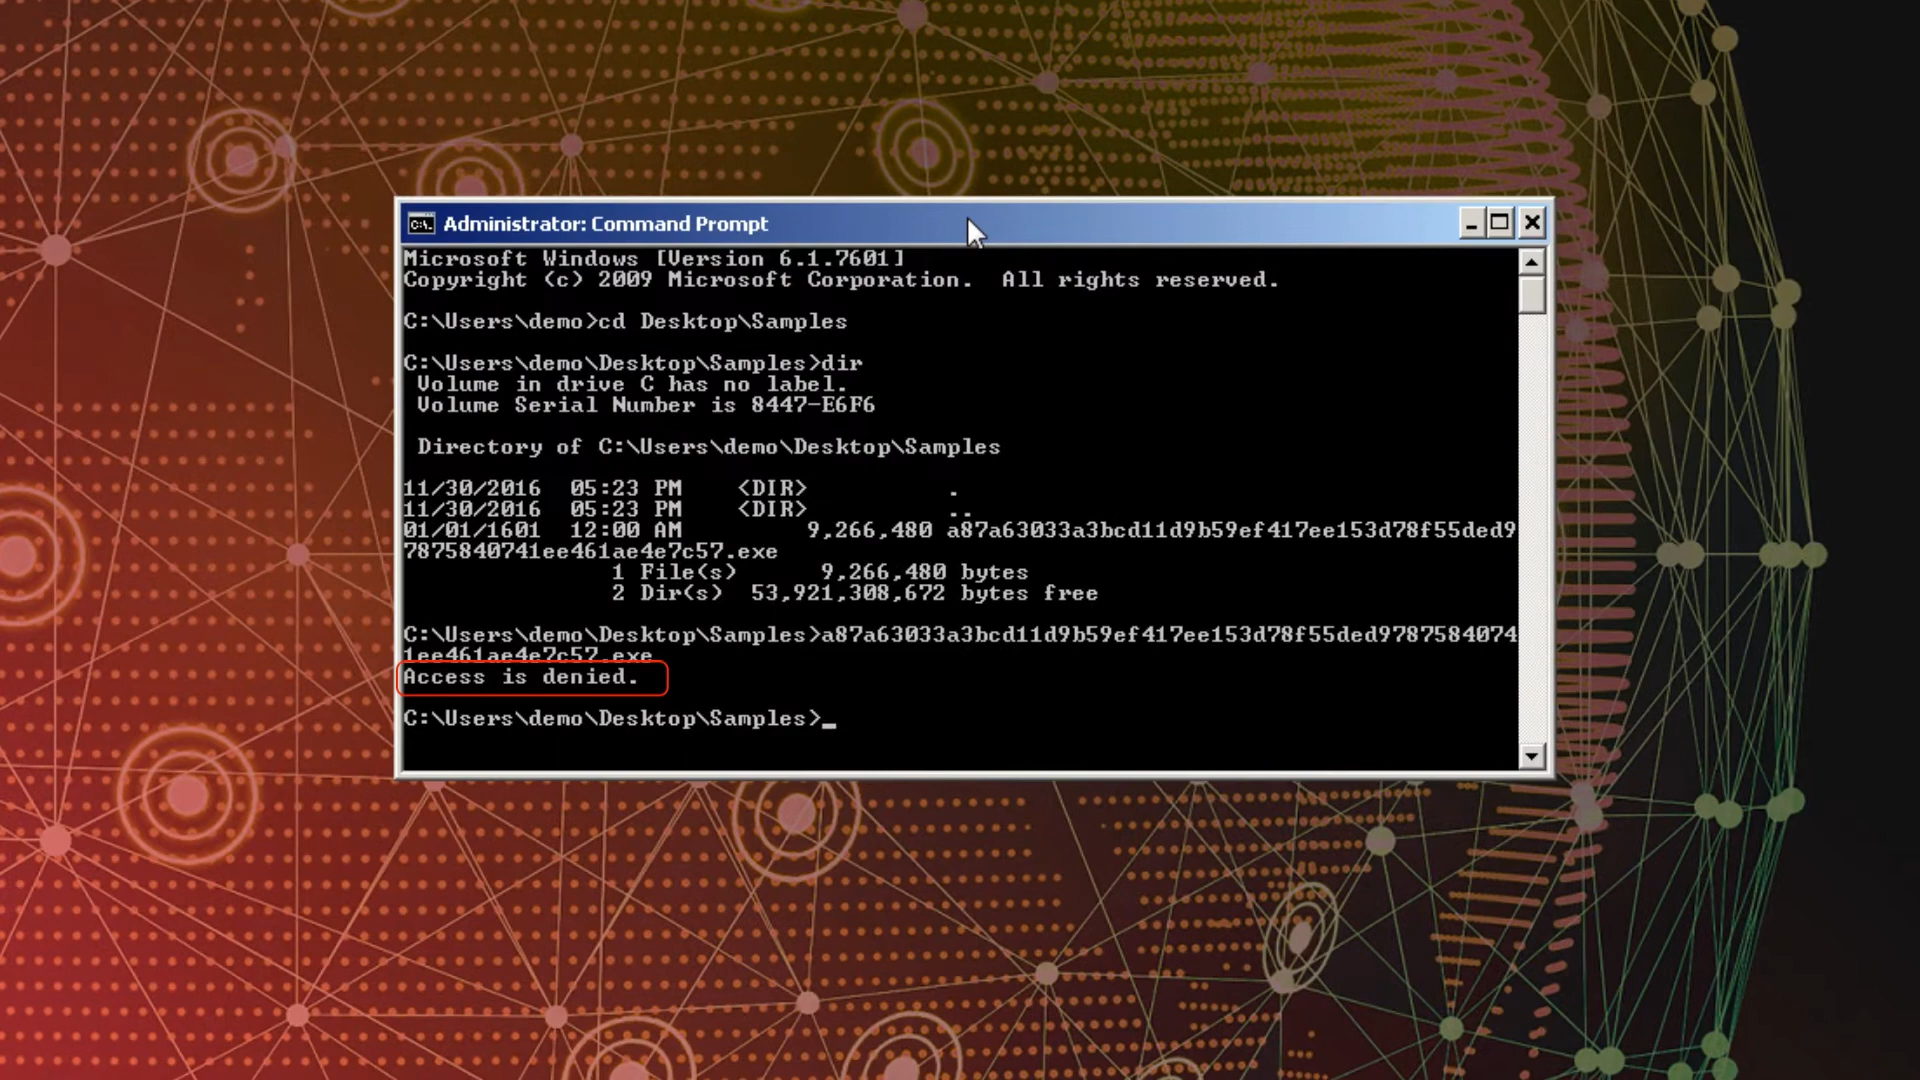 Administrator: Command Prompt
Microsoft Windows [Version 6.1.7601]
Copyright (c) 2009 Microsoft Corporation.  All rights reserved.
C:\Users\demo>cd Desktop\Samples
C:\Users\demo\Desktop\Samples>dir
 Volume in drive C has no label.
 Volume Serial Number is 8447-E6F6
 Directory of C:\Users\demo\Desktop\Samples
11/30/2016  05:23 PM    <DIR>          .
11/30/2016  05:23 PM    <DIR>          ..
01/01/1601  12:00 AM         9,266,480 a87a63033a3bcd11d9b59ef417ee153d78f55ded9
7875840741ee461ae4e7c57.exe
               1 File(s)      9,266,480 bytes
               2 Dir(s)  53,921,308,672 bytes free
C:\Users\demo\Desktop\Samples>a87a63033a3bcd11d9b59ef417ee153d78f55ded9787584074
1ee461ae4e7c57.exe
Access is denied.
C:\Users\demo\Desktop\Samples>_